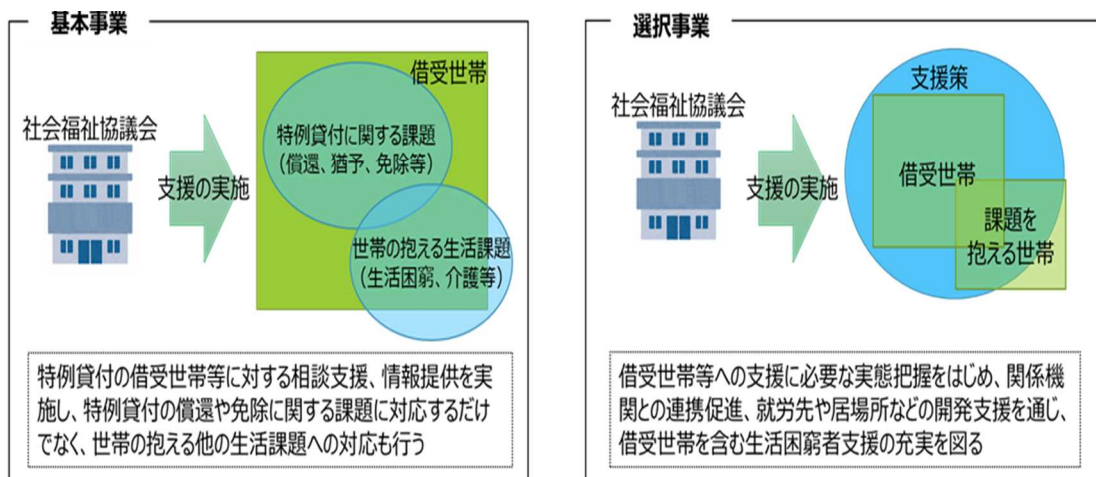 基本事業
社会福祉協議会
支援の実施
借受世帯
特例貸付に関する課題
（償還、猶予、免除等）
世帯の抱える生活課題
（生活困窮、介護等）
特例貸付の借受世帯等に対する相談支援、情報提供を実
施し、特例貸付の償還や免除に関する課題に対応するだけ
でなく、世帯の抱える他の生活課題への対応も行う
選択事業
社会福祉協議会
支援の実施
支援策
借受世帯
課題を
抱える世帯
借受世帯等への支援に必要な実態把握をはじめ、関係機
関との連携促進、就労先や居場所などの開発支援を通じ、
借受世帯を含む生活困窮者支援の充実を図る